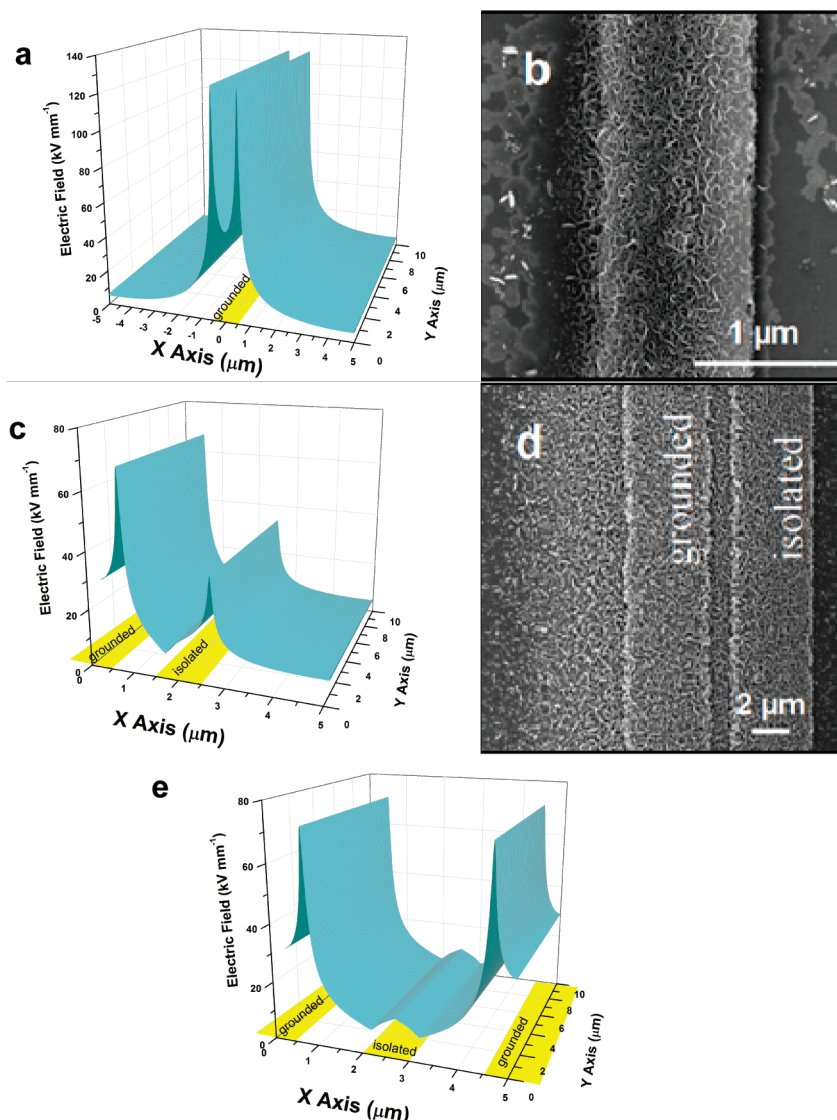 a
Electric Field (kV mm⁻¹)
140
120
100
80
60
40
20
0
-5
-4
-3
-2
-1
0
1
2
3
4
5
X Axis (μm)
0
2
4
6
8
10
Y Axis (μm)
grounded
b
1 μm
c
Electric Field (kV mm⁻¹)
80
60
40
20
0
0
1
2
3
4
5
X Axis (μm)
0
2
4
6
8
10
Y Axis (μm)
grounded
isolated
d
grounded
isolated
2 μm
e
Electric Field (kV mm⁻¹)
80
60
40
20
0
0
1
2
3
4
5
X Axis (μm)
0
2
4
6
8
10
Y Axis (μm)
grounded
isolated
grounded